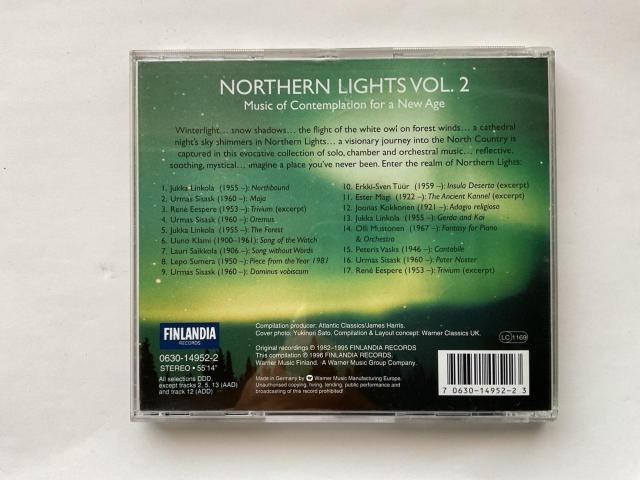 NORTHERN LIGHTS VOL. 2
Music of Contemplation for a New Age
Winterlight... snow shadows... the flight of the white owl on forest winds... a cathedral
night's sky shimmers in Northern Lights... a visionary journey into the North Country is
captured in this evocative collection of solo, chamber and orchestral music... reflective,
soothing, mystical... imagine a place you've never been. Enter the realm of Northern Lights:
1. Jukka Linkola (1955 –): Northbound
2. Urmas Sisask (1960 –): Maja
3. René Eespere (1953 –): Trivium (excerpt)
4. Urmas Sisask (1960 –): Oremus
5. Jukka Linkola (1955 –): The Forest
6. Uuno Klami (1900–1961): Song of the Watch
7. Lauri Saikkola (1906 –): Song without Words
8. Lepo Sumera (1950 –): Piece from the Year 1981
9. Urmas Sisask (1960 –): Dominus vobiscum
10. Erkki-Sven Tüür (1959 –): Insula Deserta (excerpt)
11. Ester Mägi (1922 –): The Ancient Kannel (excerpt)
12. Joonas Kokkonen (1921 –): Adagio religioso
13. Jukka Linkola (1955 –): Gerda and Kai
14. Olli Mustonen (1967 –): Fantasy for Piano
& Orchestra
15. Peteris Vasks (1946 –): Cantabile
16. Urmas Sisask (1960 –): Pater Noster
17. René Eespere (1953 –): Trivium (excerpt)
FINLANDIA
RECORDS
0630-14952-2
STEREO • 55'14"
All selections DDD
except tracks 2, 5, 13 (AAD)
and track 12 (ADD)
Compilation producer: Atlantic Classics/James Harris.
Cover photo: Yukinori Sato. Compilation & Layout concept: Warner Classics UK.
Original recordings © 1982–1995 FINLANDIA RECORDS
This compilation © 1996 FINLANDIA RECORDS.
Warner Music Finland. A Warner Music Group Company.
Made in Germany by Warner Music Manufacturing Europe.
Unauthorised copying, hiring, lending, public performance and
broadcasting of this record prohibited!
LC 1169
7 0630-14952-2 3